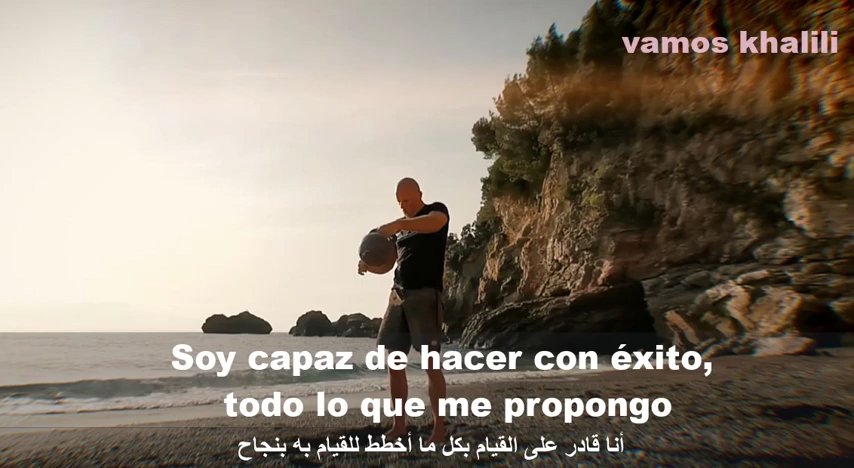 vamos khalili
Soy capaz de hacer con éxito,
todo lo que me propongo
أنا قادر على القيام بكل ما أخطط للقيام به بنجاح